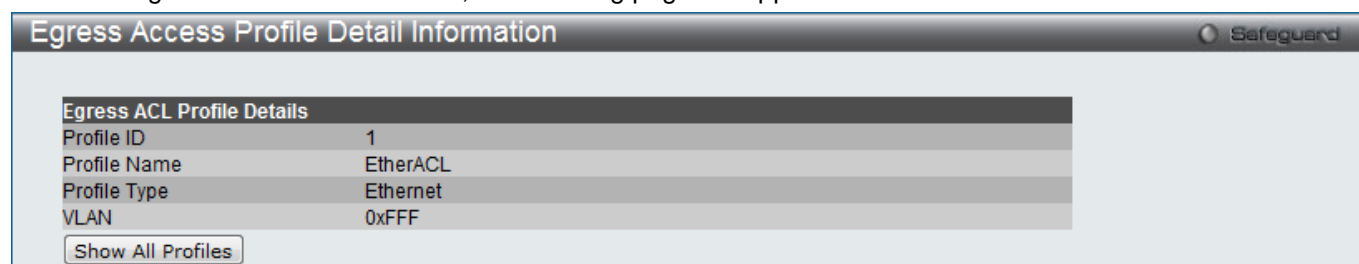 Egress Access Profile Detail Information
Safeguard
Egress ACL Profile Details
Profile ID 1
Profile Name EtherACL
Profile Type Ethernet
VLAN 0xFFF
Show All Profiles